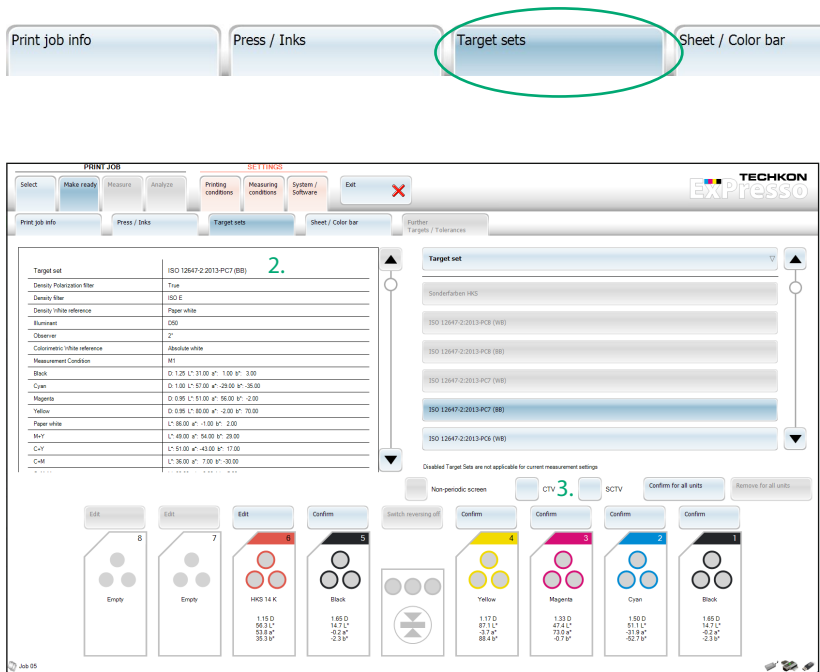 Print job info
Press / Inks
Target sets
Sheet / Color bar
PRINT JOB
SETTINGS
Select
Make ready
Measure
Analyze
Printing conditions
Measuring conditions
System / Software
Exit
TECHKON
ExPresso
Print job info
Press / Inks
Target sets
Sheet / Color bar
Further
Targets / Tolerances
Target set ISO 12647-2:2013-PC7 (BB)
2.
Density Polarization filter True
Density filter ISO E
Density White reference Paper white
Illuminant D50
Observer 2°
Colorimetric White reference Absolute white
Measurement Condition M1
Black D: 1.25 L*: 31.00 a*: 1.00 b*: 3.00
Cyan D: 1.00 L*: 57.00 a*: -29.00 b*: -35.00
Magenta D: 0.95 L*: 51.00 a*: 56.00 b*: -2.00
Yellow D: 0.95 L*: 80.00 a*: -2.00 b*: 70.00
Paper white L*: 86.00 a*: -1.00 b*: 2.00
M+Y L*: 49.00 a*: 54.00 b*: 29.00
C+Y L*: 51.00 a*: -43.00 b*: 17.00
C+M L*: 36.00 a*: 7.00 b*: -30.00
Target set
Senderfarben HKS
ISO 12647-2:2013-PC8 (WB)
ISO 12647-2:2013-PC8 (BB)
ISO 12647-2:2013-PC7 (WB)
ISO 12647-2:2013-PC7 (BB)
ISO 12647-2:2013-PC6 (WB)
Disabled Target Sets are not applicable for current measurement settings
Non-periodic screen
CTV
3.
SCTV
Confirm for all units
Remove for all units
Edit
Edit
Edit
Confirm
Switch reversing off
Confirm
Confirm
Confirm
Confirm
8
Empty
7
Empty
6
HKS 14 K
1.15 D
56.3 L*
53.8 a*
35.3 b*
5
Black
1.65 D
14.7 L*
-0.2 a*
-2.3 b*
4
Yellow
1.17 D
87.1 L*
-3.7 a*
88.4 b*
3
Magenta
1.33 D
47.4 L*
73.0 a*
-0.7 b*
2
Cyan
1.50 D
51.1 L*
-31.9 a*
-52.7 b*
1
Black
1.65 D
14.7 L*
-0.2 a*
-2.3 b*
Job 05